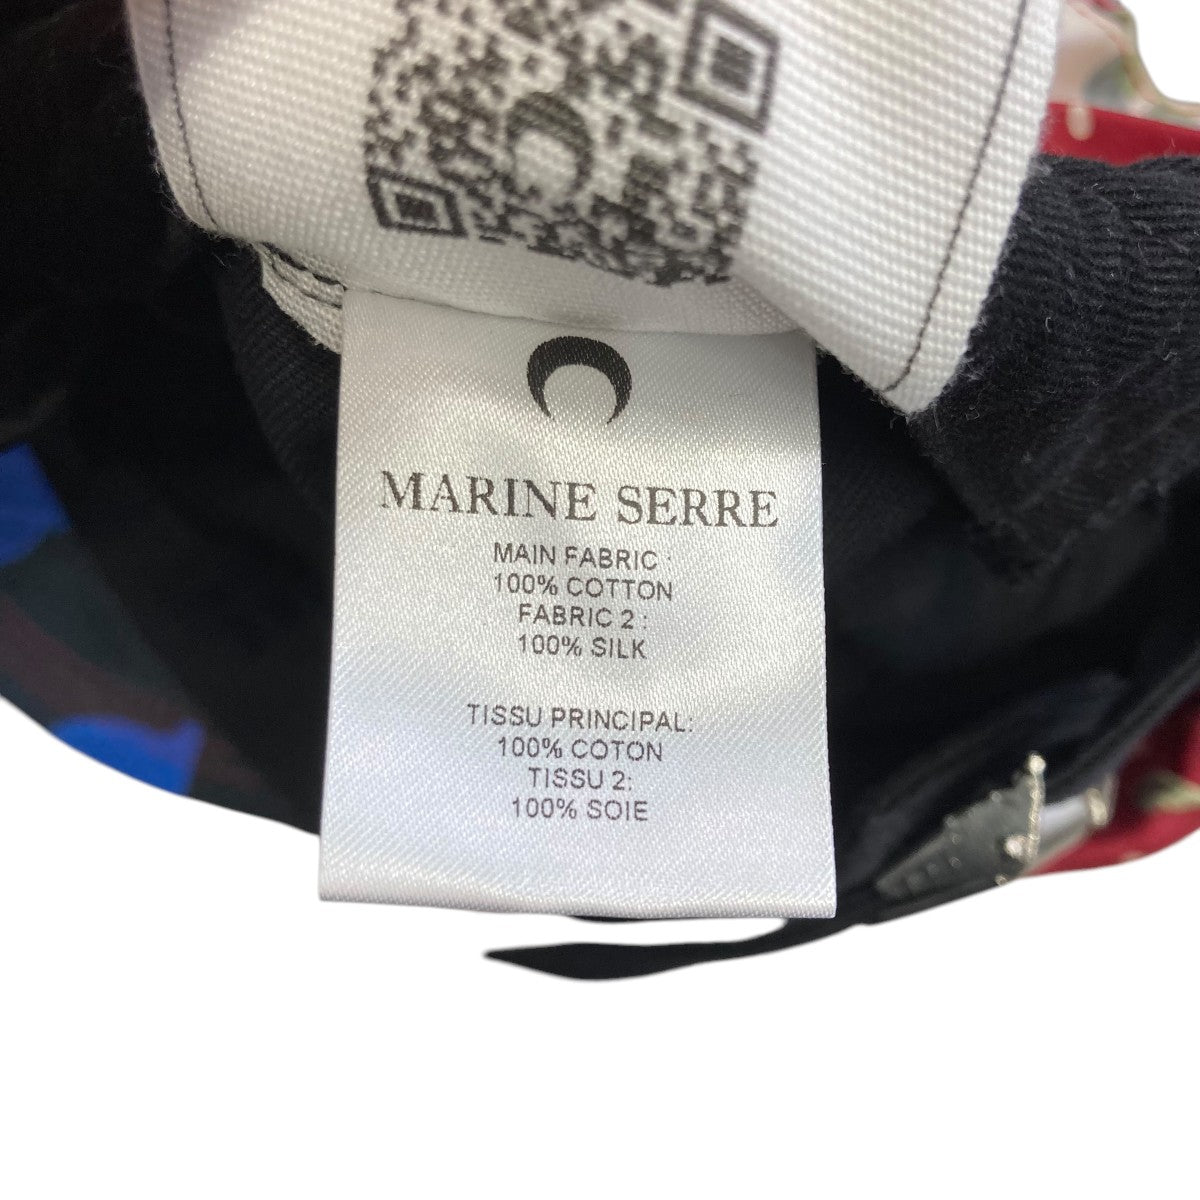 MARINE SERRE
MAIN FABRIC :
100% COTTON
FABRIC 2 :
100% SILK
TISSU PRINCIPAL:
100% COTON
TISSU 2:
100% SOIE